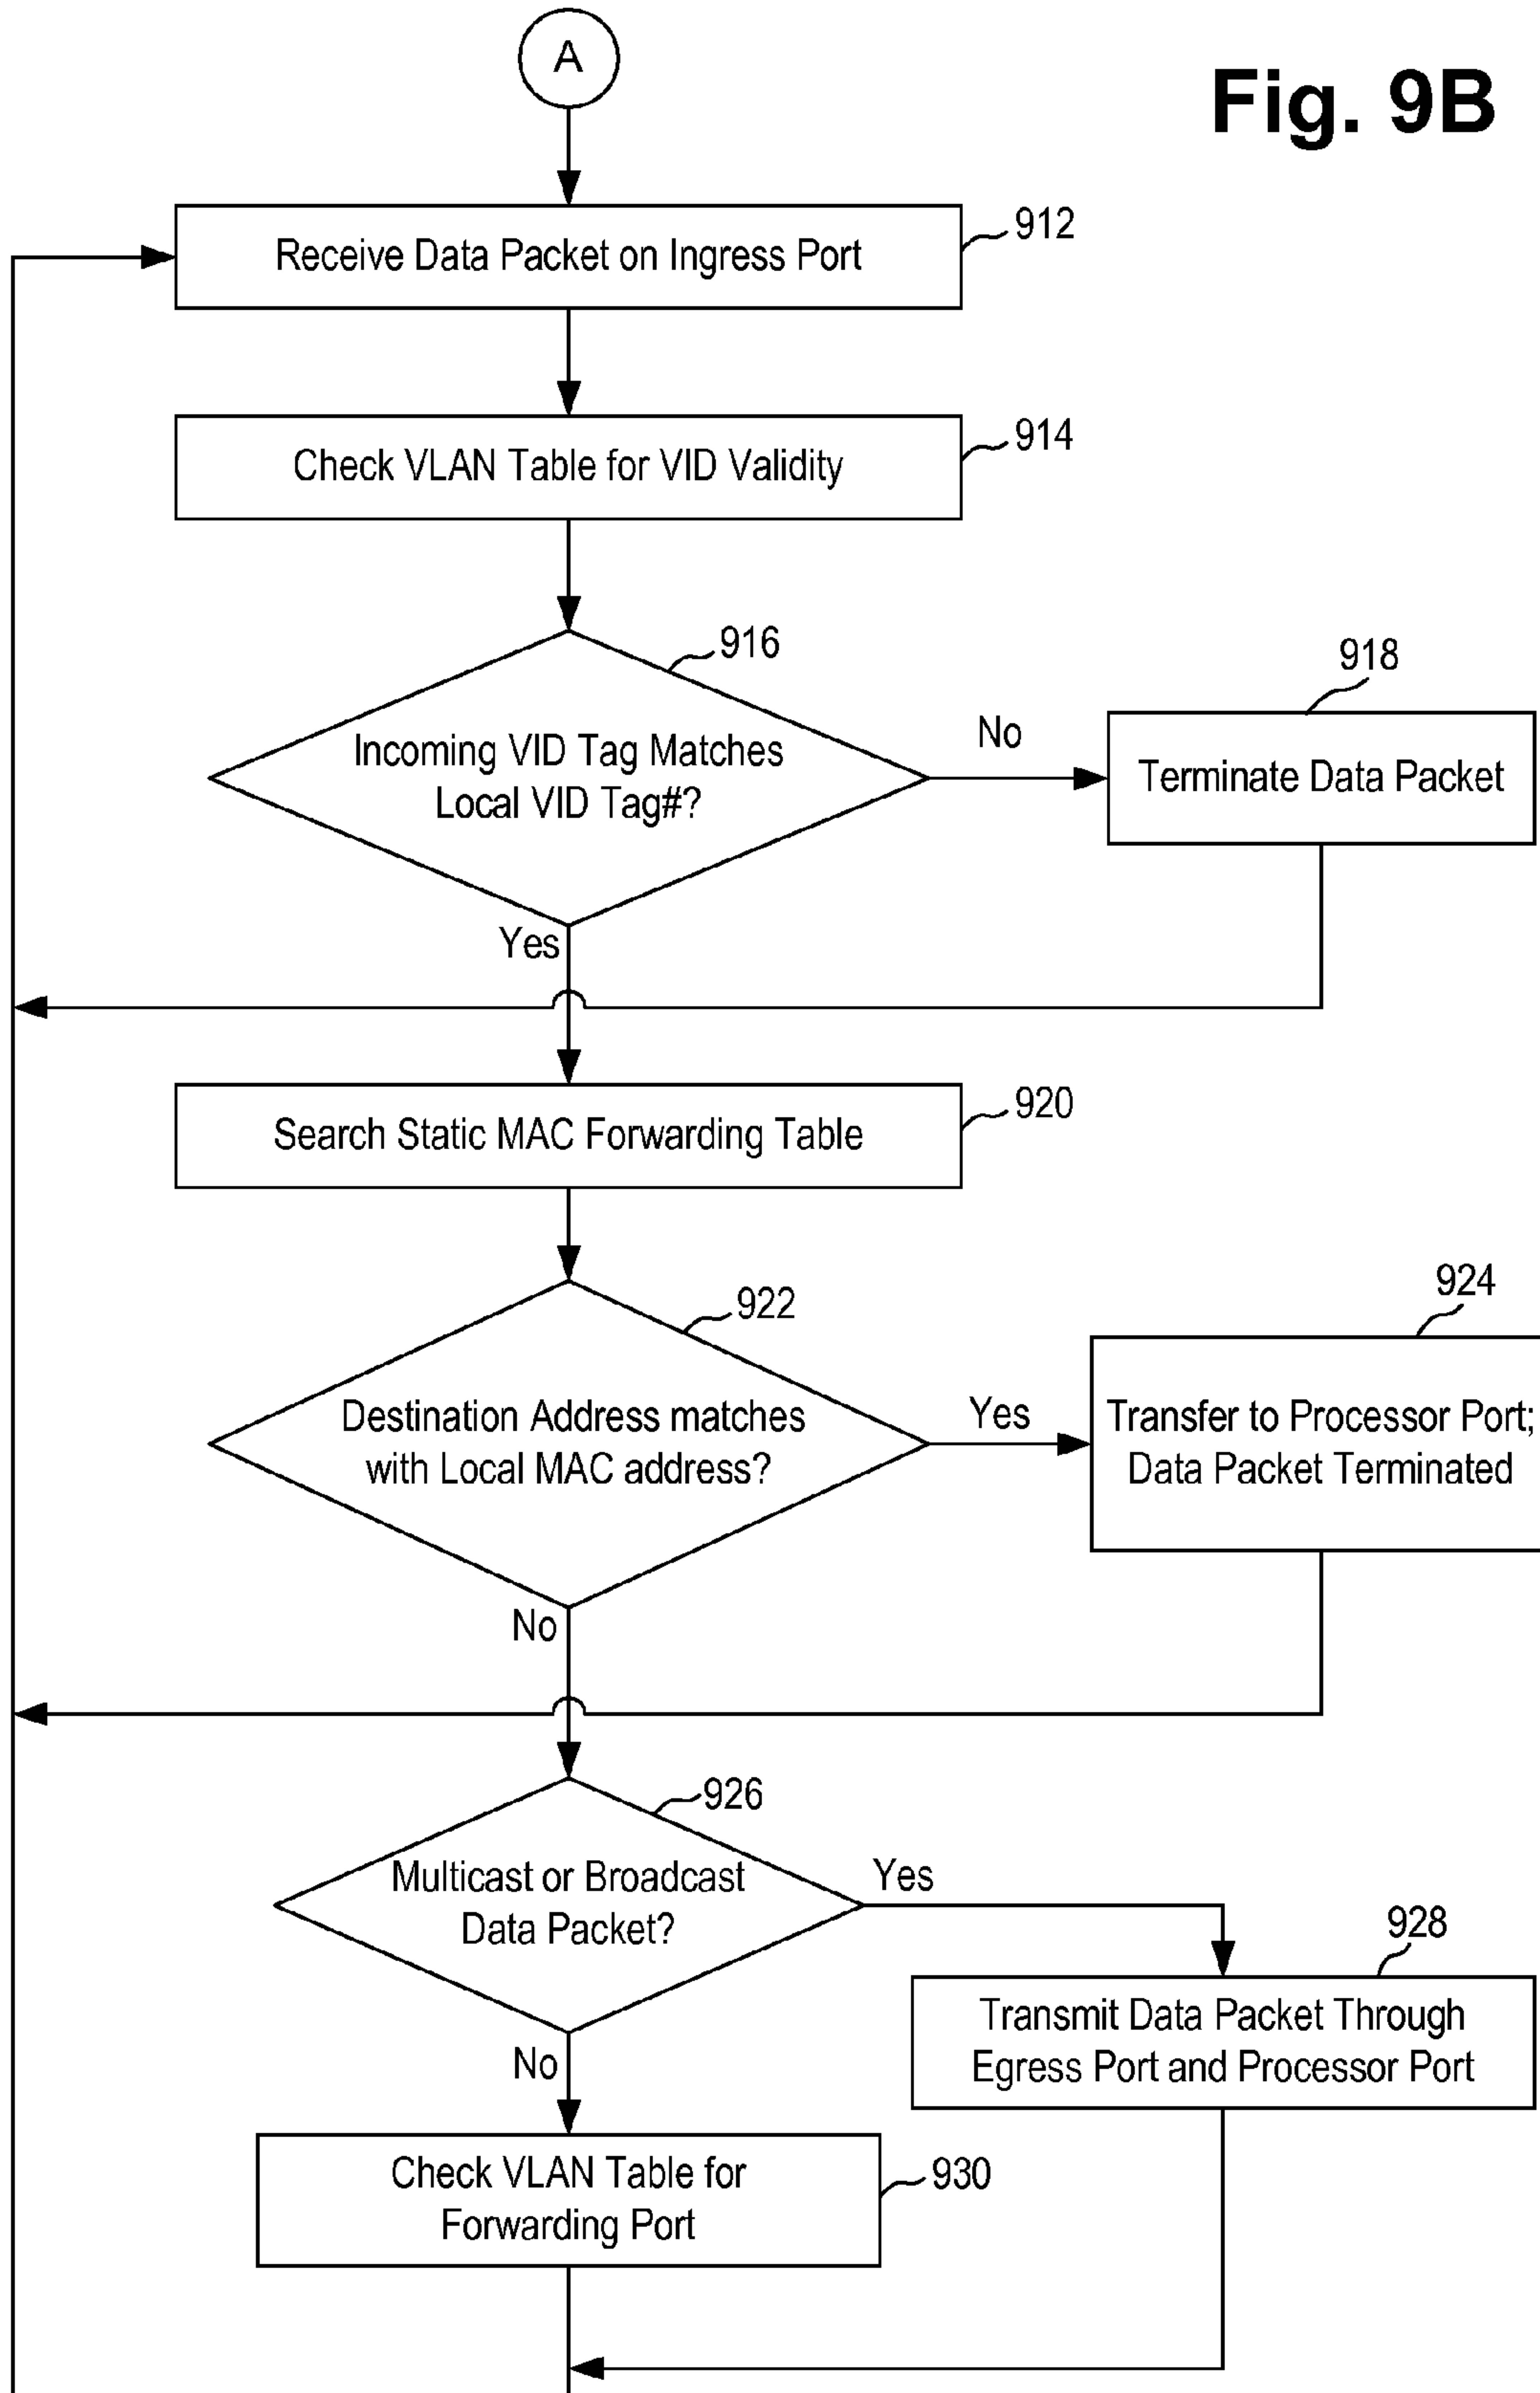 A
Fig. 9B
Receive Data Packet on Ingress Port
912
Check VLAN Table for VID Validity
914
916
Incoming VID Tag Matches
Local VID Tag#?
No
918
Terminate Data Packet
Yes
Search Static MAC Forwarding Table
920
922
Destination Address matches
with Local MAC address?
Yes
924
Transfer to Processor Port;
Data Packet Terminated
No
926
Multicast or Broadcast
Data Packet?
Yes
928
Transmit Data Packet Through
Egress Port and Processor Port
No
Check VLAN Table for
Forwarding Port
930